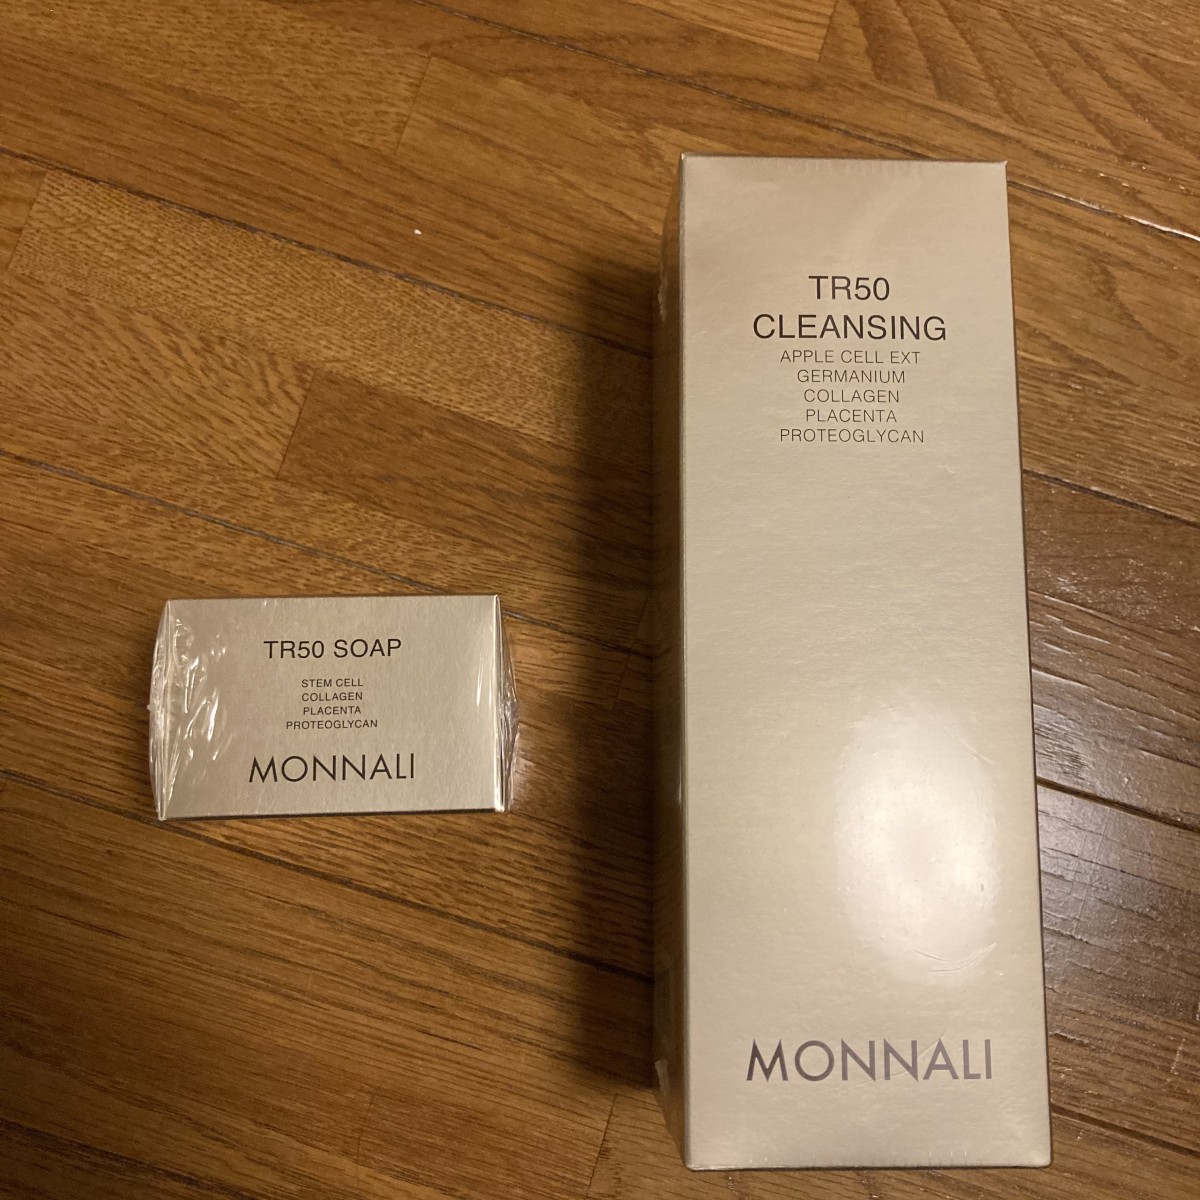 TR50 SOAP
STEM CELL
COLLAGEN
PLACENTA
PROTEOGLYCAN
MONNALI
TR50
CLEANSING
APPLE CELL EXT
GERMANIUM
COLLAGEN
PLACENTA
PROTEOGLYCAN
MONNALI